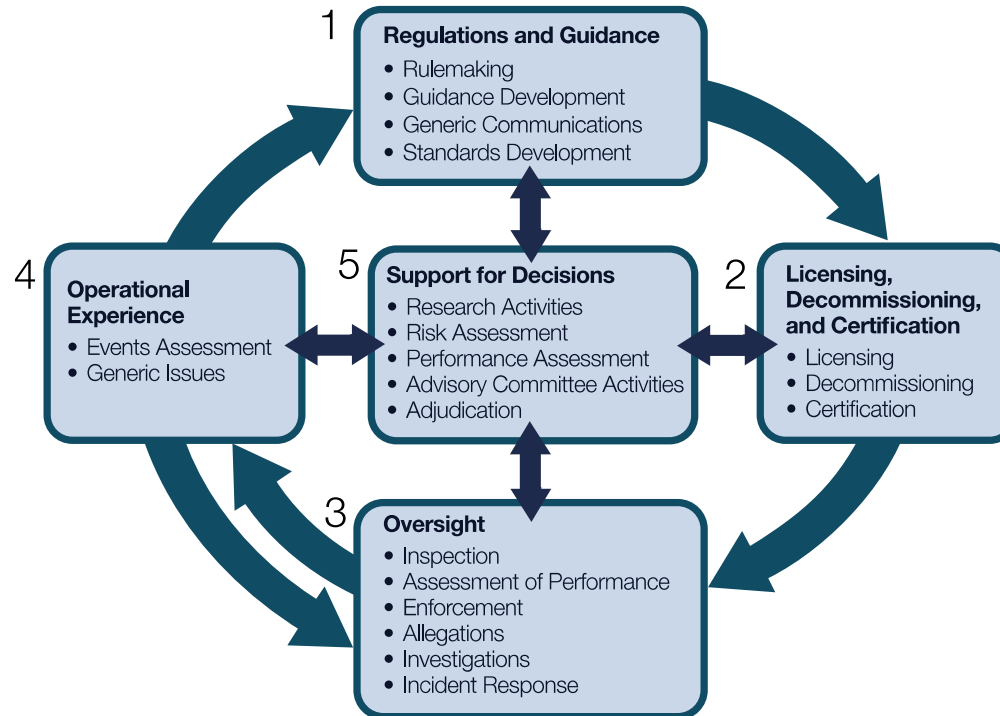 1
Regulations and Guidance
• Rulemaking
• Guidance Development
• Generic Communications
• Standards Development
4
Operational
Experience
• Events Assessment
• Generic Issues
5
Support for Decisions
• Research Activities
• Risk Assessment
• Performance Assessment
• Advisory Committee Activities
• Adjudication
2
Licensing,
Decommissioning,
and Certification
• Licensing
• Decommissioning
• Certification
3
Oversight
• Inspection
• Assessment of Performance
• Enforcement
• Allegations
• Investigations
• Incident Response